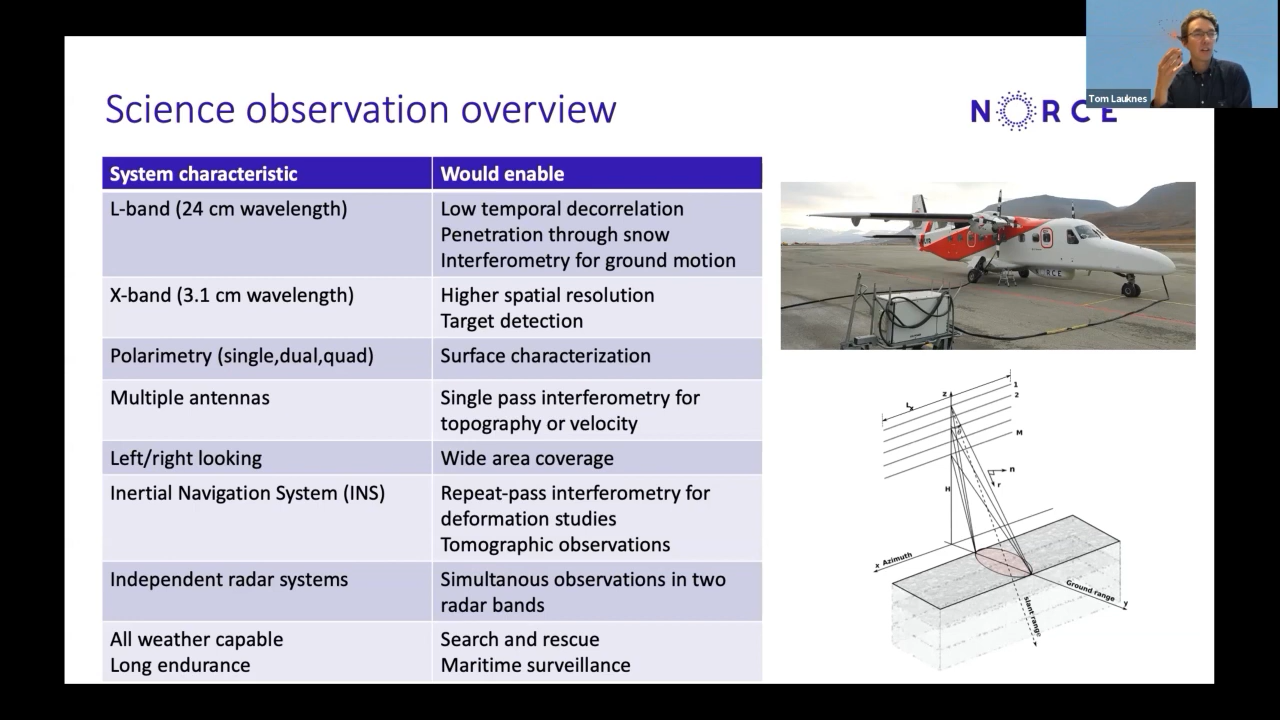 Tom Lauknes
Science observation overview
NORCE
System characteristic
Would enable
L-band (24 cm wavelength)
Low temporal decorrelation
Penetration through snow
Interferometry for ground motion
X-band (3.1 cm wavelength)
Higher spatial resolution
Target detection
Polarimetry (single,dual,quad)
Surface characterization
Multiple antennas
Single pass interferometry for
topography or velocity
Left/right looking
Wide area coverage
Inertial Navigation System (INS)
Repeat-pass interferometry for
deformation studies
Tomographic observations
Independent radar systems
Simultanous observations in two
radar bands
All weather capable
Long endurance
Search and rescue
Maritime surveillance
NORCE
1
2
M
Lx
z
θ
n
r
H
x Azimuth
Ground range
y
slant range